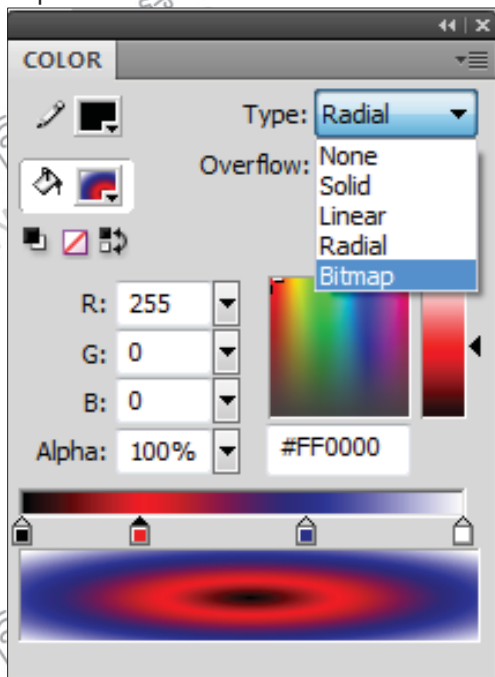 COLOR
Type: Radial
Overflow:
None
Solid
Linear
Radial
Bitmap
R: 255
G: 0
B: 0
Alpha: 100%
#FF0000